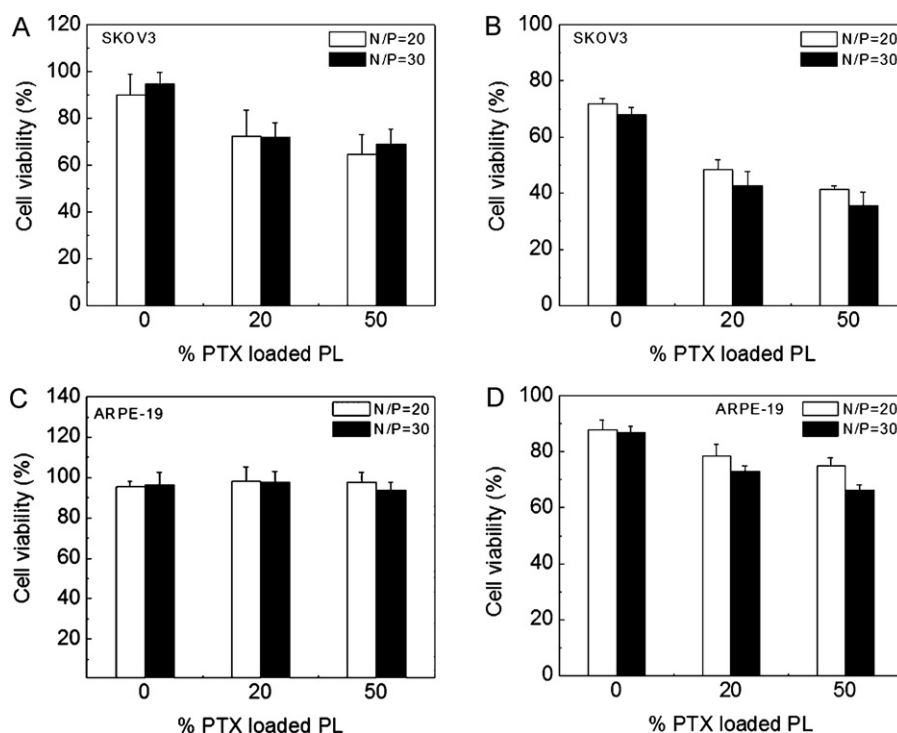 A
SKOV3
N/P=20
N/P=30
Cell viability (%)
120
100
80
60
40
20
0
0 20 50
% PTX loaded PL
B
SKOV3
N/P=20
N/P=30
Cell viability (%)
100
80
60
40
20
0
0 20 50
% PTX loaded PL
C
ARPE-19
N/P=20
N/P=30
Cell viability (%)
140
120
100
80
60
40
20
0 20 50
% PTX loaded PL
D
ARPE-19
N/P=20
N/P=30
Cell viability (%)
100
80
60
40
20
0
0 20 50
% PTX loaded PL